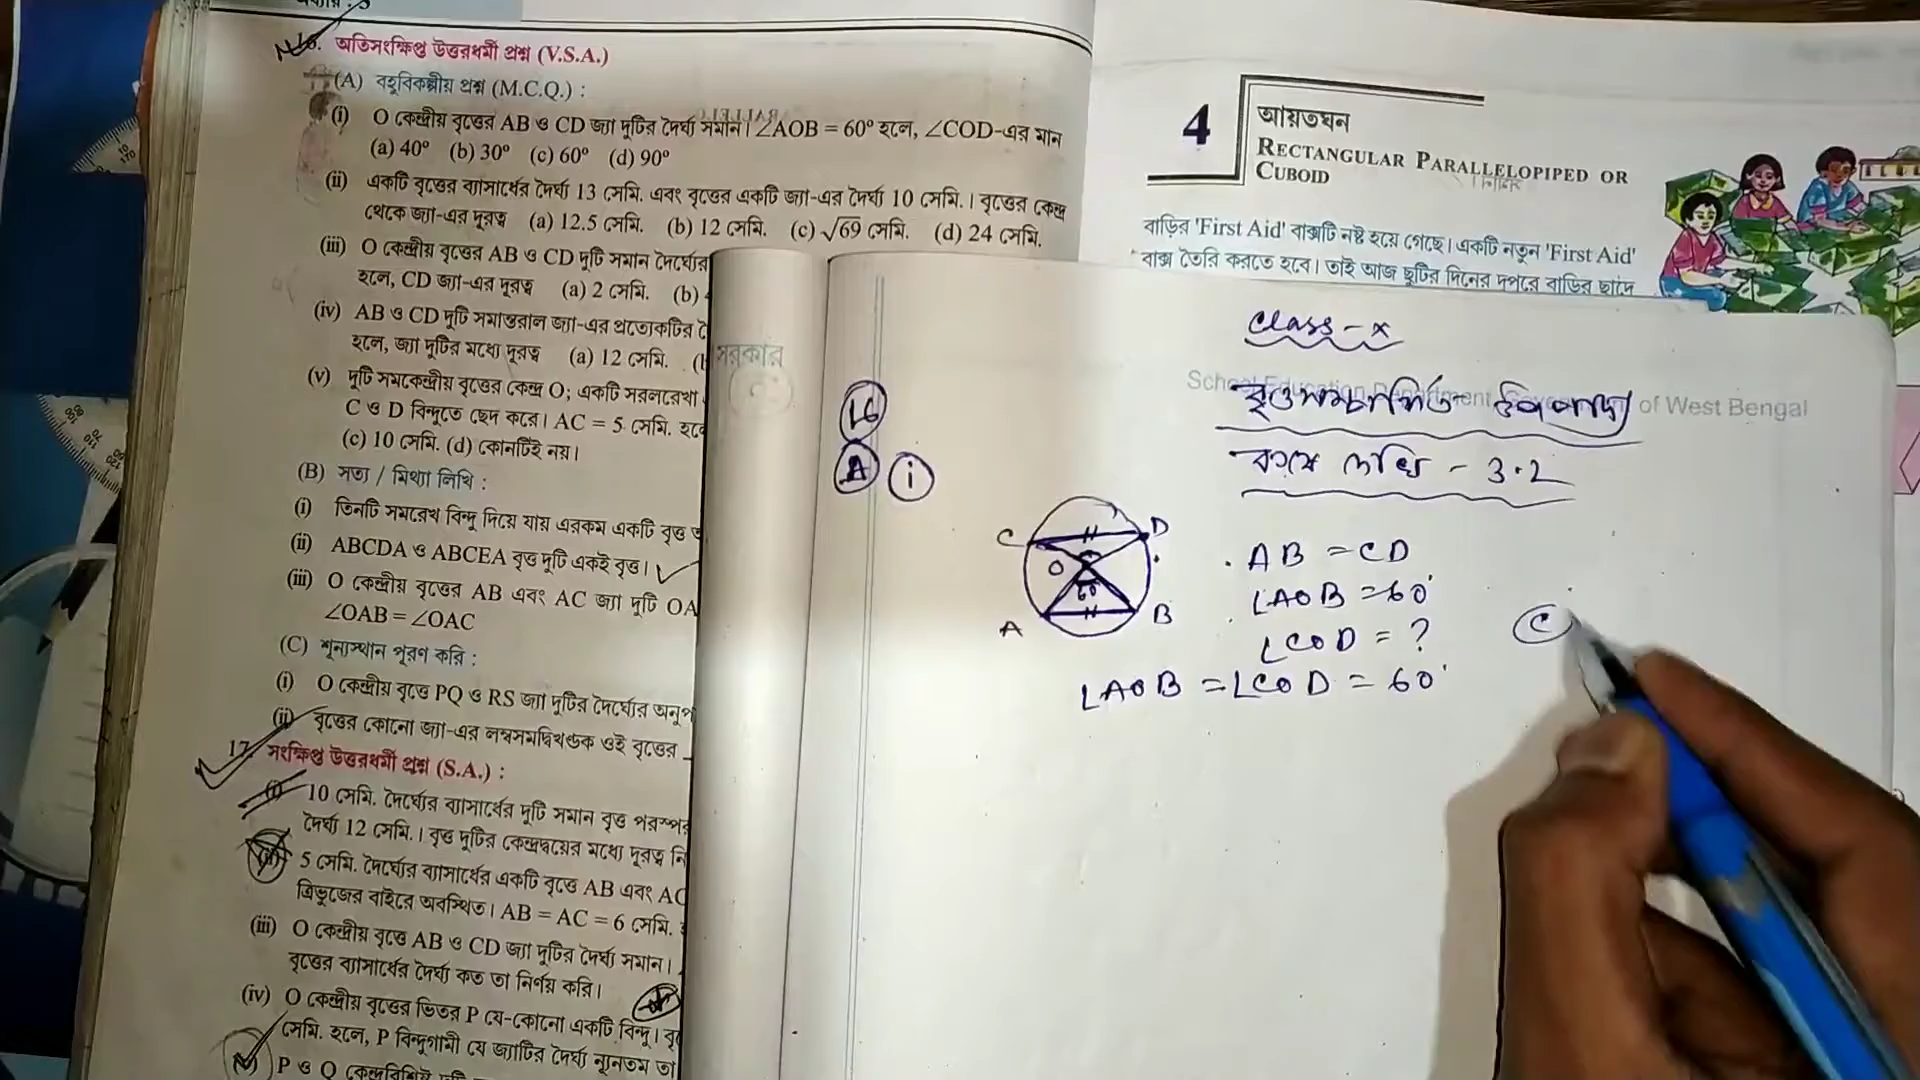 16. অতিসংক্ষিপ্ত উত্তরধর্মী প্রশ্ন (V.S.A.)
(A) বহুবিকল্পীয় প্রশ্ন (M.C.Q.) :
(i) O কেন্দ্রীয় বৃত্তের AB ও CD জ্যা দুটির দৈর্ঘ্য সমান। ∠AOB = 60° হলে, ∠COD-এর মান
(a) 40° (b) 30° (c) 60° (d) 90°
(ii) একটি বৃত্তের ব্যাসার্ধের দৈর্ঘ্য 13 সেমি. এবং বৃত্তের একটি জ্যা-এর দৈর্ঘ্য 10 সেমি.। বৃত্তের কেন্দ্র
থেকে জ্যা-এর দূরত্ব (a) 12.5 সেমি. (b) 12 সেমি. (c) √69 সেমি. (d) 24 সেমি.
(iii) O কেন্দ্রীয় বৃত্তের AB ও CD দুটি সমান দৈর্ঘ্যের
হলে, CD জ্যা-এর দূরত্ব (a) 2 সেমি. (b)
(iv) AB ও CD দুটি সমান্তরাল জ্যা-এর প্রত্যেকটির
হলে, জ্যা দুটির মধ্যে দূরত্ব (a) 12 সেমি.
(v) দুটি সমকেন্দ্রীয় বৃত্তের কেন্দ্র O; একটি সরলরেখা
C ও D বিন্দুতে ছেদ করে। AC = 5 সেমি. হলে
(c) 10 সেমি. (d) কোনটিই নয়।
(B) সত্য / মিথ্যা লিখি :
(i) তিনটি সমরেখ বিন্দু দিয়ে যায় এরকম একটি বৃত্ত
(ii) ABCDA ও ABCEA বৃত্ত দুটি একই বৃত্ত।
(iii) O কেন্দ্রীয় বৃত্তের AB এবং AC জ্যা দুটি OA
∠OAB = ∠OAC
(C) শূন্যস্থান পূরণ করি :
(i) O কেন্দ্রীয় বৃত্তে PQ ও RS জ্যা দুটির দৈর্ঘ্যের
(ii) বৃত্তের কোনো জ্যা-এর লম্বসমদ্বিখণ্ডক ওই বৃত্তের
17. সংক্ষিপ্ত উত্তরধর্মী প্রশ্ন (S.A.) :
(i) 10 সেমি. দৈর্ঘ্যের ব্যাসার্ধের দুটি সমান বৃত্ত
দৈর্ঘ্য 12 সেমি.। বৃত্ত দুটির কেন্দ্রদ্বয়ের মধ্যে দূরত্ব
(ii) 5 সেমি. দৈর্ঘ্যের ব্যাসার্ধের একটি বৃত্তে AB এবং
ত্রিভুজের বাইরে অবস্থিত। AB = AC = 6 সেমি.
(iii) O কেন্দ্রীয় বৃত্তে AB ও CD জ্যা দুটির দৈর্ঘ্য সমান।
বৃত্তের ব্যাসার্ধের দৈর্ঘ্য কত তা নির্ণয় করি।
(iv) O কেন্দ্রীয় বৃত্তের ভিতর P যে-কোনো একটি বিন্দু।
সেমি. হলে, P বিন্দুগামী যে জ্যাটির দৈর্ঘ্য ন্যূনতম
(v) P ও Q কেন্দ্রবিশিষ্ট দুটি
4
আয়তঘন
RECTANGULAR PARALLELOPIPED OR
CUBOID
বাড়ির 'First Aid' বাক্সটি নষ্ট হয়ে গেছে। একটি নতুন 'First Aid'
বাক্স তৈরি করতে হবে। তাই আজ ছুটির দিনের দুপুরে বাড়ির ছাদে
সরকার
of West Bengal
Class - X
বৃত্ত সম্পর্কিত উপপাদ্য
কষে দেখি - 3.2
16
A i
C D
O
60°
A B
AB = CD
∠AOB = 60°
∠COD = ?
∠AOB = ∠COD = 60°
C